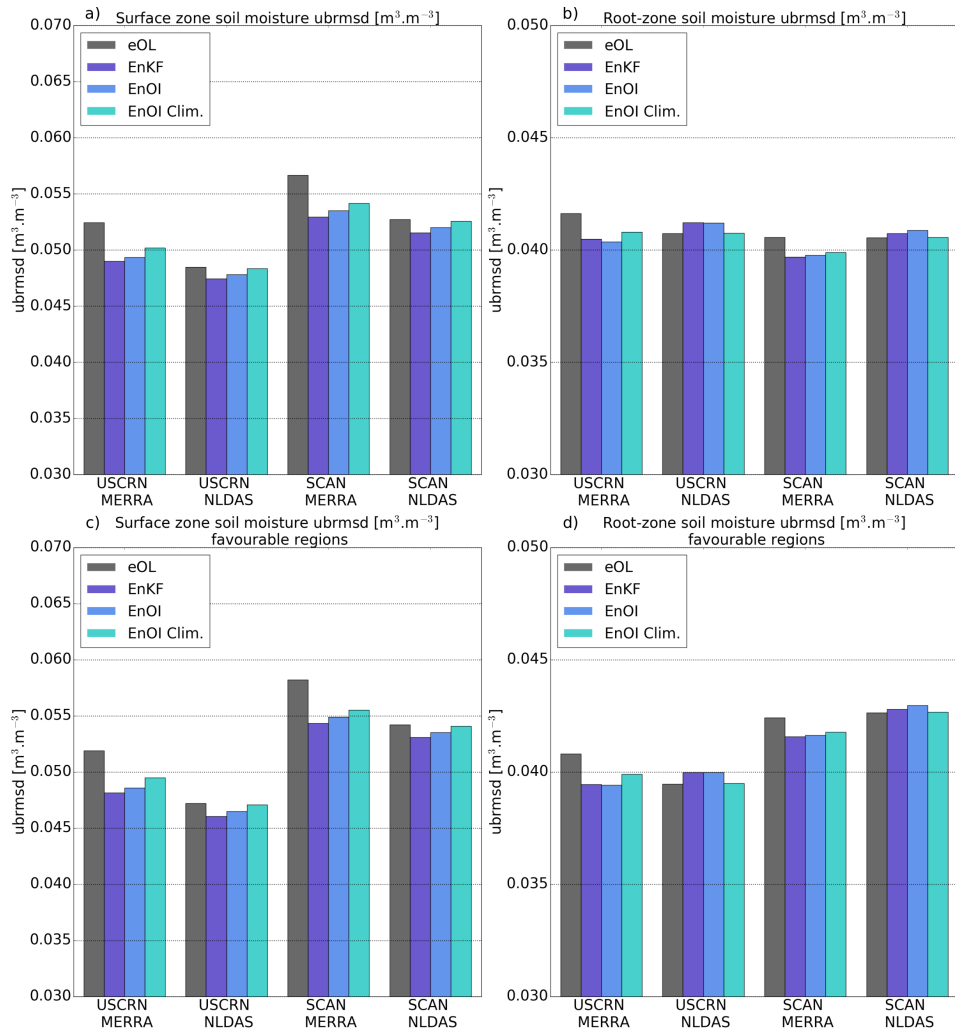 a) Surface zone soil moisture ubrmsd [m³.m⁻³]
0.070
0.065
0.060
0.055
0.050
0.045
0.040
0.035
0.030
ubrmsd [m³.m⁻³]
eOL
EnKF
EnOI
EnOI Clim.
USCRN MERRA
USCRN NLDAS
SCAN MERRA
SCAN NLDAS
b) Root-zone soil moisture ubrmsd [m³.m⁻³]
0.050
0.045
0.040
0.035
0.030
ubrmsd [m³.m⁻³]
eOL
EnKF
EnOI
EnOI Clim.
USCRN MERRA
USCRN NLDAS
SCAN MERRA
SCAN NLDAS
c) Surface zone soil moisture ubrmsd [m³.m⁻³]
favourable regions
0.070
0.065
0.060
0.055
0.050
0.045
0.040
0.035
0.030
ubrmsd [m³.m⁻³]
eOL
EnKF
EnOI
EnOI Clim.
USCRN MERRA
USCRN NLDAS
SCAN MERRA
SCAN NLDAS
d) Root-zone soil moisture ubrmsd [m³.m⁻³]
favourable regions
0.050
0.045
0.040
0.035
0.030
ubrmsd [m³.m⁻³]
eOL
EnKF
EnOI
EnOI Clim.
USCRN MERRA
USCRN NLDAS
SCAN MERRA
SCAN NLDAS